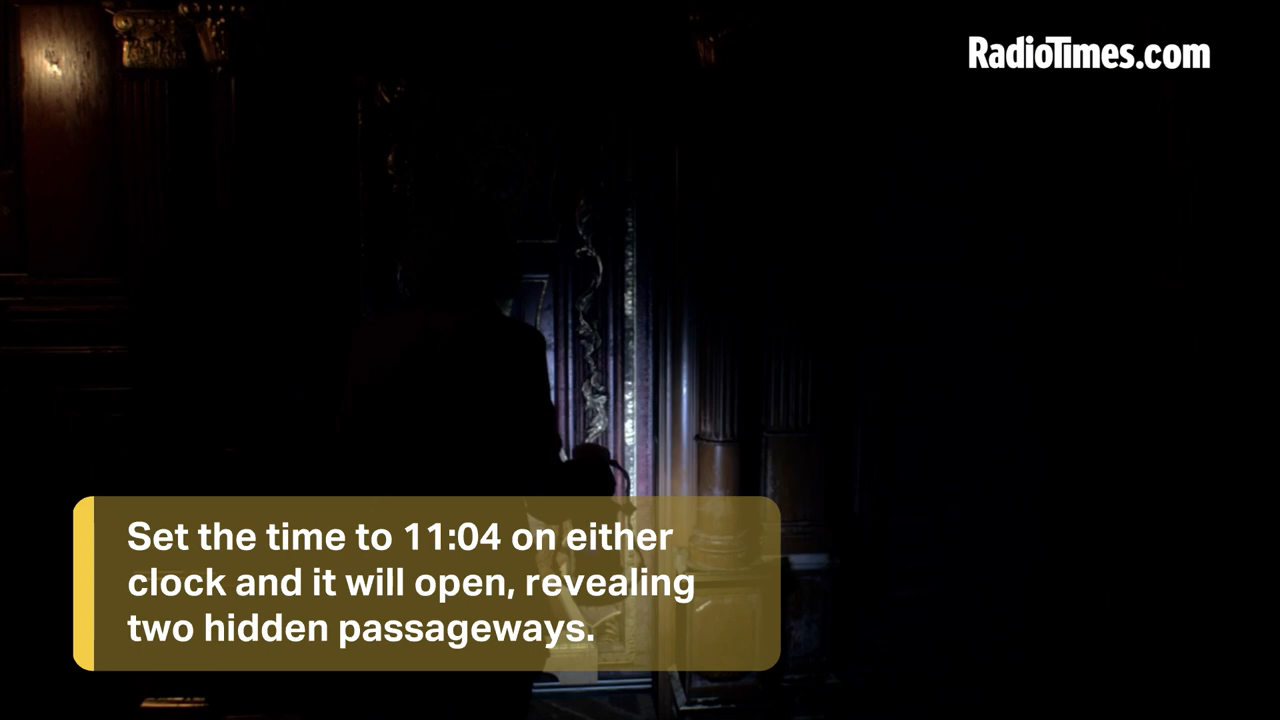 RadioTimes.com
Set the time to 11:04 on either
clock and it will open, revealing
two hidden passageways.